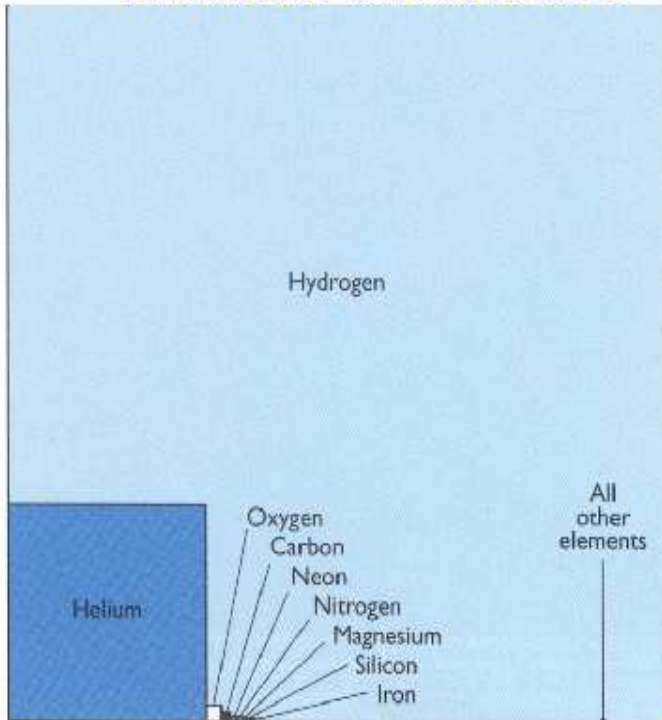 Hydrogen
All
other
elements
Oxygen
Carbon
Neon
Nitrogen
Magnesium
Silicon
Iron
Helium